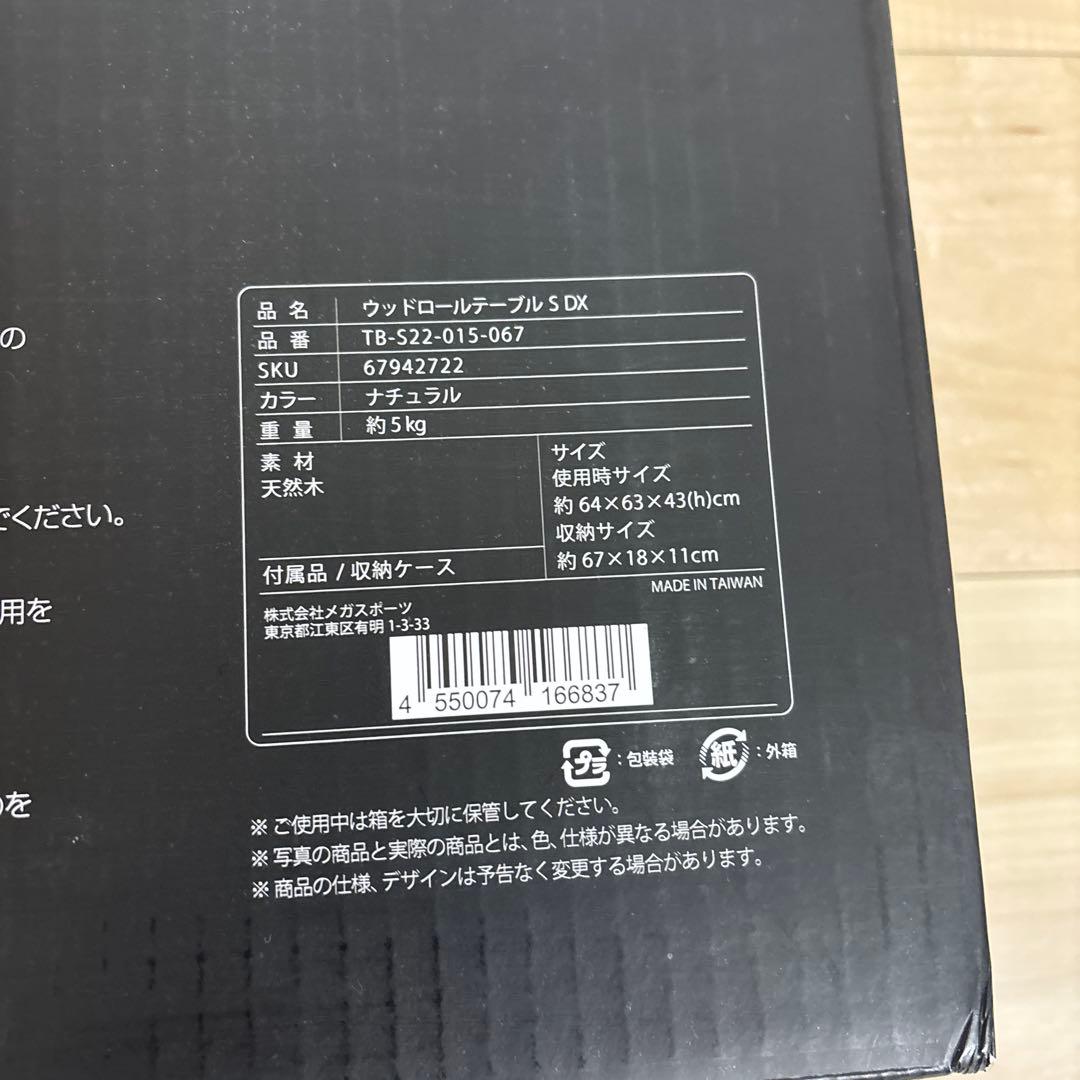 の
でください。
用を
のを
品 名 ウッドロールテーブル S DX
品 番 TB-S22-015-067
SKU 67942722
カラー ナチュラル
重 量 約5kg
素 材
天然木
サイズ
使用時サイズ
約 64×63×43(h)cm
収納サイズ
約 67×18×11cm
付属品 / 収納ケース
MADE IN TAIWAN
株式会社メガスポーツ
東京都江東区有明 1-3-33
4 550074 166837
プラ : 包装袋 紙 : 外箱
※ ご使用中は箱を大切に保管してください。
※ 写真の商品と実際の商品とは、色、仕様が異なる場合があります。
※ 商品の仕様、デザインは予告なく変更する場合があります。